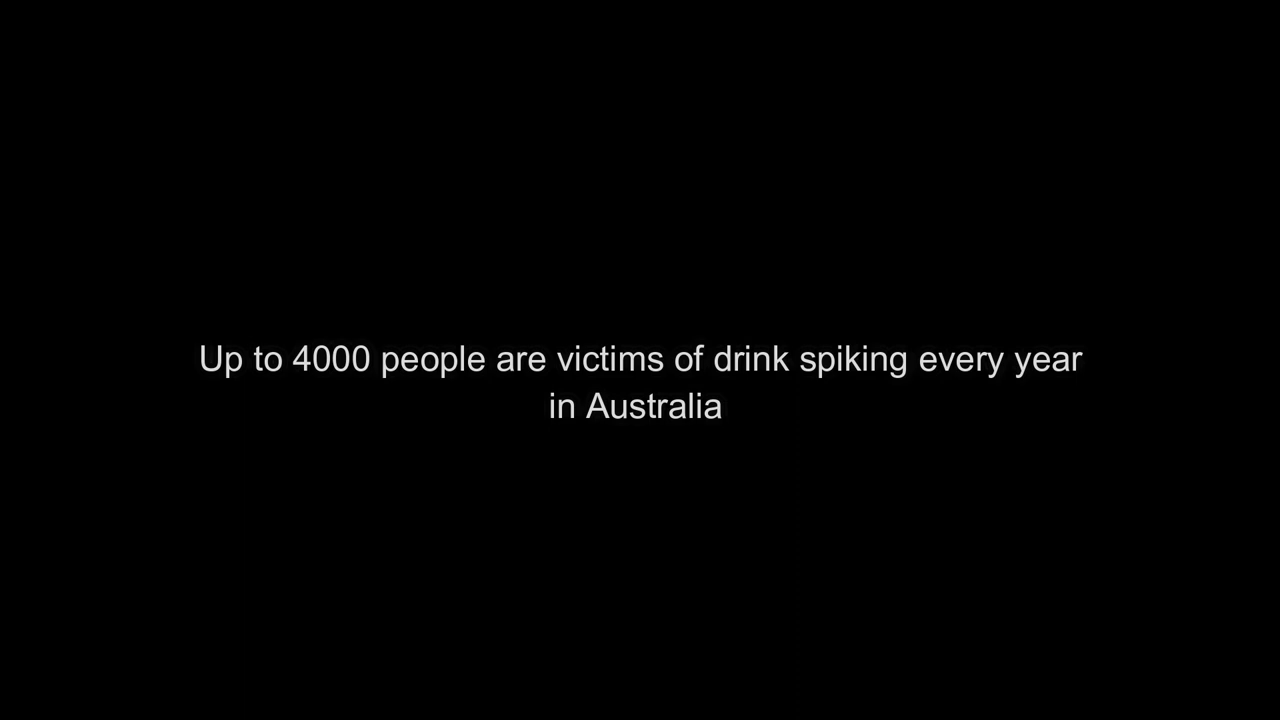 Up to 4000 people are victims of drink spiking every year
in Australia